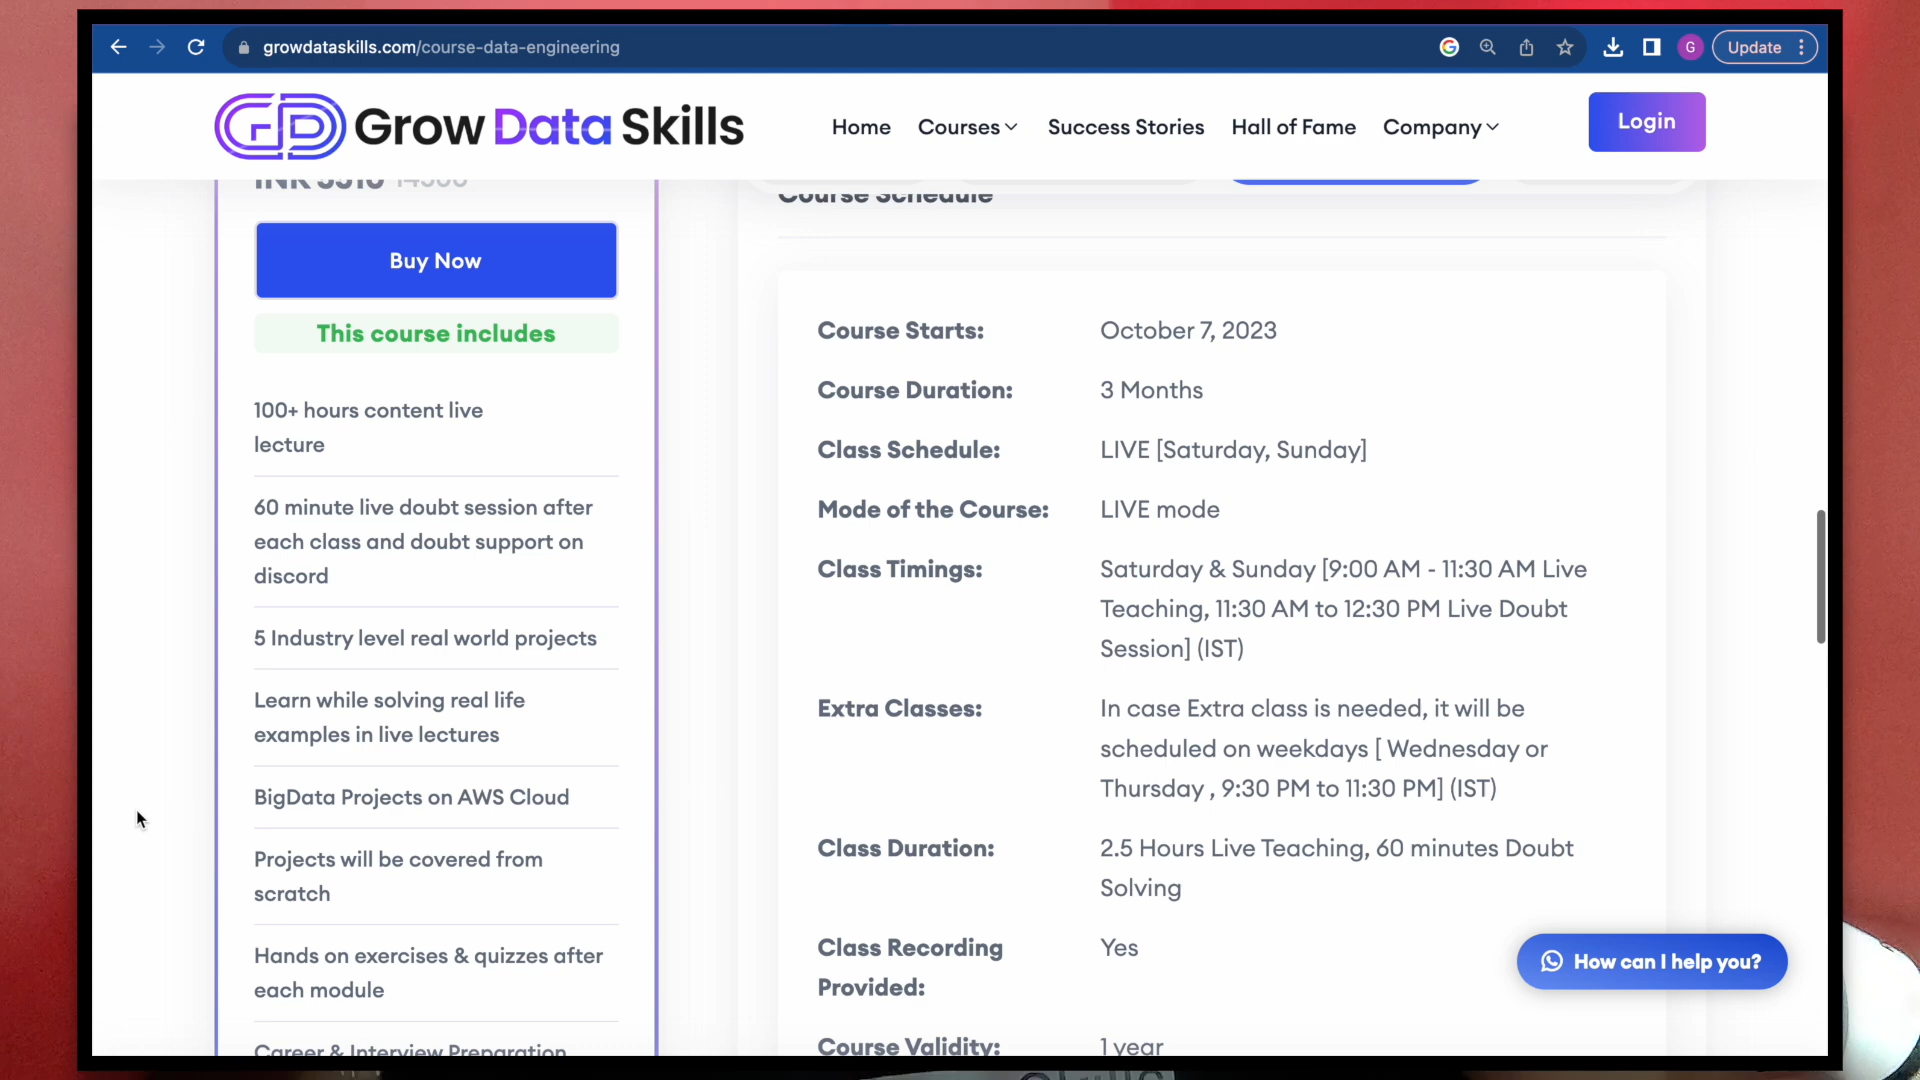 growdataskills.com/course-data-engineering
G
Update
Grow Data Skills
Home
Courses
Success Stories
Hall of Fame
Company
Login
Buy Now
This course includes
100+ hours content live
lecture
60 minute live doubt session after
each class and doubt support on
discord
5 Industry level real world projects
Learn while solving real life
examples in live lectures
BigData Projects on AWS Cloud
Projects will be covered from
scratch
Hands on exercises & quizzes after
each module
Career & Interview Preparation
Course Schedule
Course Starts: October 7, 2023
Course Duration: 3 Months
Class Schedule: LIVE [Saturday, Sunday]
Mode of the Course: LIVE mode
Class Timings: Saturday & Sunday [9:00 AM - 11:30 AM Live
Teaching, 11:30 AM to 12:30 PM Live Doubt
Session] (IST)
Extra Classes: In case Extra class is needed, it will be
scheduled on weekdays [ Wednesday or
Thursday , 9:30 PM to 11:30 PM] (IST)
Class Duration: 2.5 Hours Live Teaching, 60 minutes Doubt
Solving
Class Recording Yes
Provided:
Course Validity: 1 year
How can I help you?